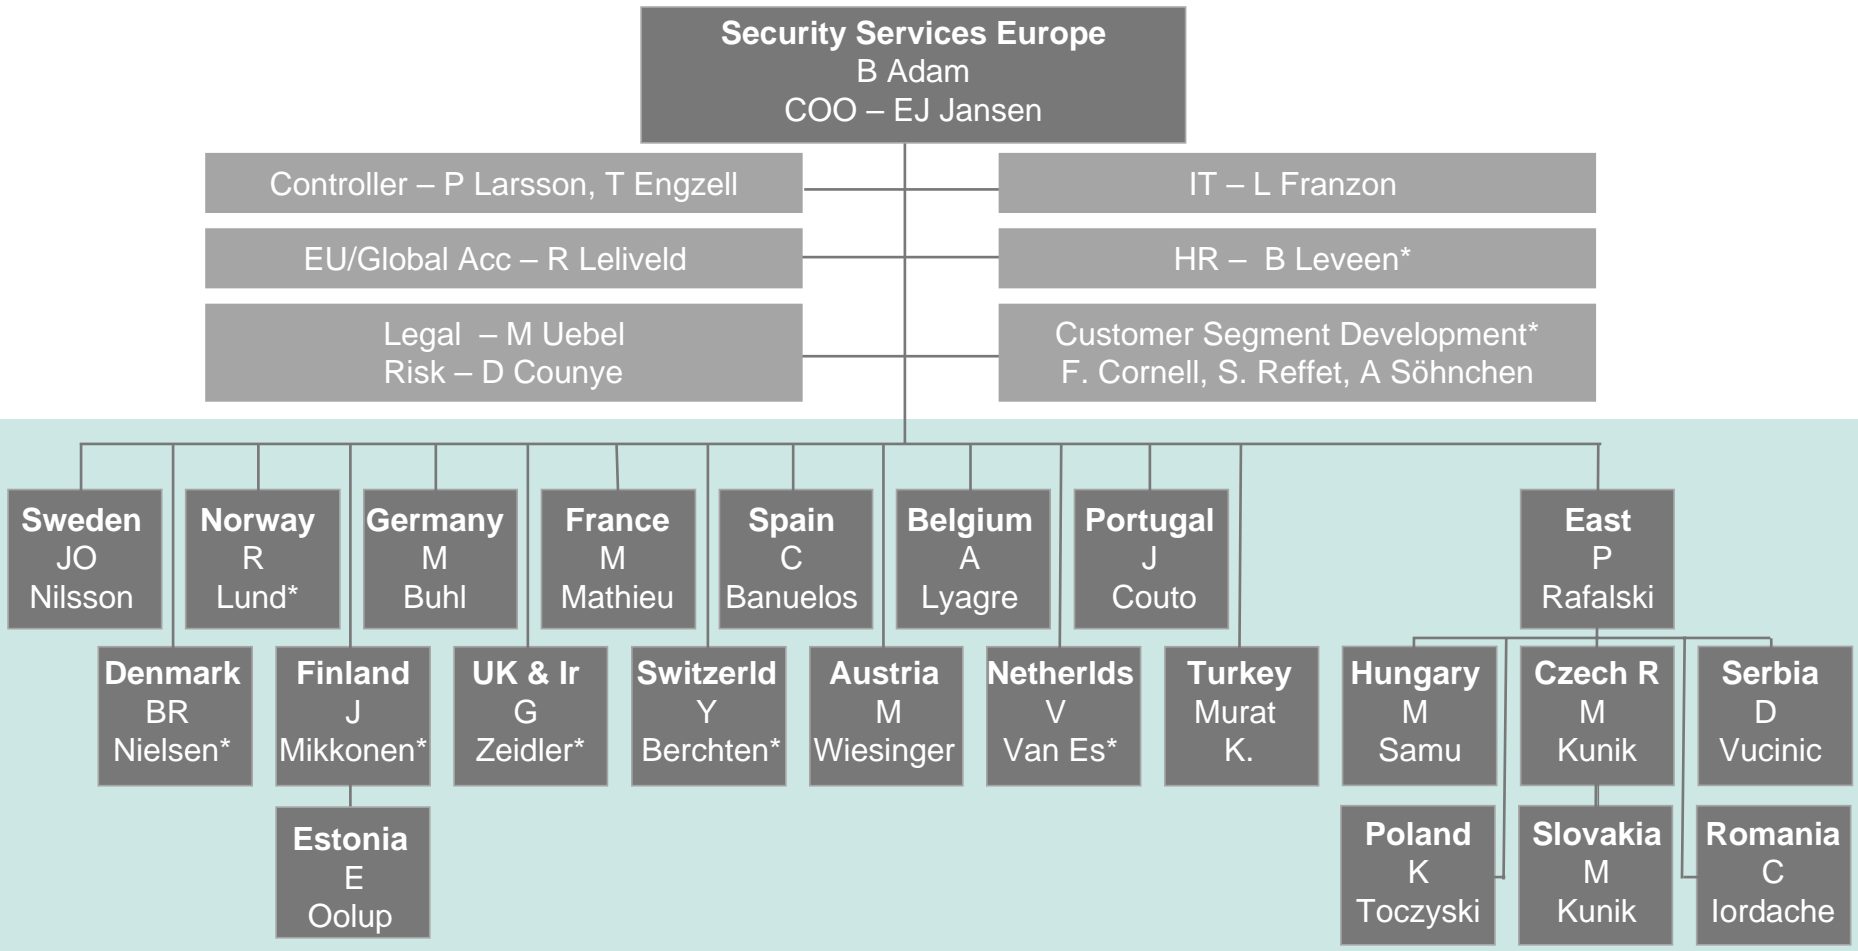 Security Services Europe
B Adam
COO – EJ Jansen
Controller – P Larsson, T Engzell
IT – L Franzon
EU/Global Acc – R Leliveld
HR – B Leveen*
Legal – M Uebel
Risk – D Counye
Customer Segment Development*
F. Cornell, S. Reffet, A Söhnchen
Sweden
JO
Nilsson
Norway
R
Lund*
Germany
M
Buhl
France
M
Mathieu
Spain
C
Banuelos
Belgium
A
Lyagre
Portugal
J
Couto
East
P
Rafalski
Denmark
BR
Nielsen*
Finland
J
Mikkonen*
UK & Ir
G
Zeidler*
Switzerld
Y
Berchten*
Austria
M
Wiesinger
Netherlds
V
Van Es*
Turkey
Murat
K.
Hungary
M
Samu
Czech R
M
Kunik
Serbia
D
Vucinic
Estonia
E
Oolup
Poland
K
Toczyski
Slovakia
M
Kunik
Romania
C
Iordache